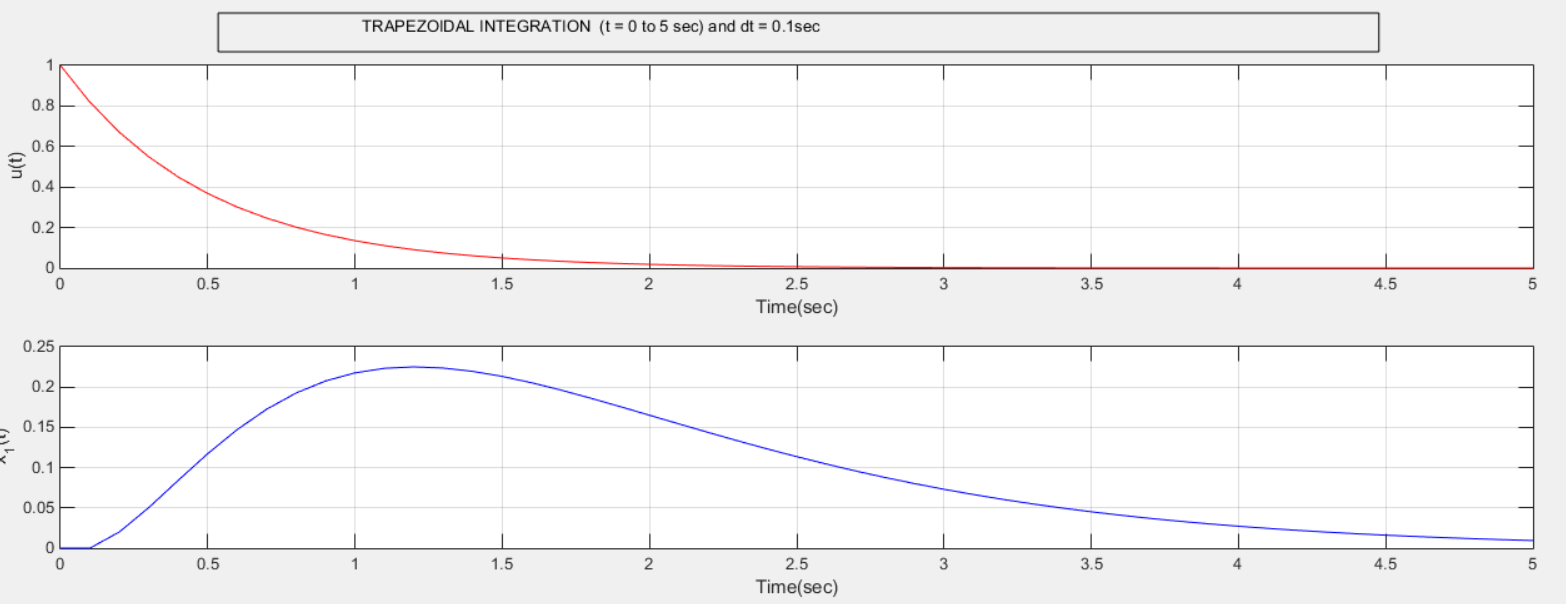 TRAPEZOIDAL INTEGRATION (t = 0 to 5 sec) and dt = 0.1sec
1
0.8
0.6
0.4
0.2
0
u(t)
0 0.5 1 1.5 2 2.5 3 3.5 4 4.5 5
Time(sec)
0.25
0.2
0.15
0.1
0.05
0
x1(t)
0 0.5 1 1.5 2 2.5 3 3.5 4 4.5 5
Time(sec)